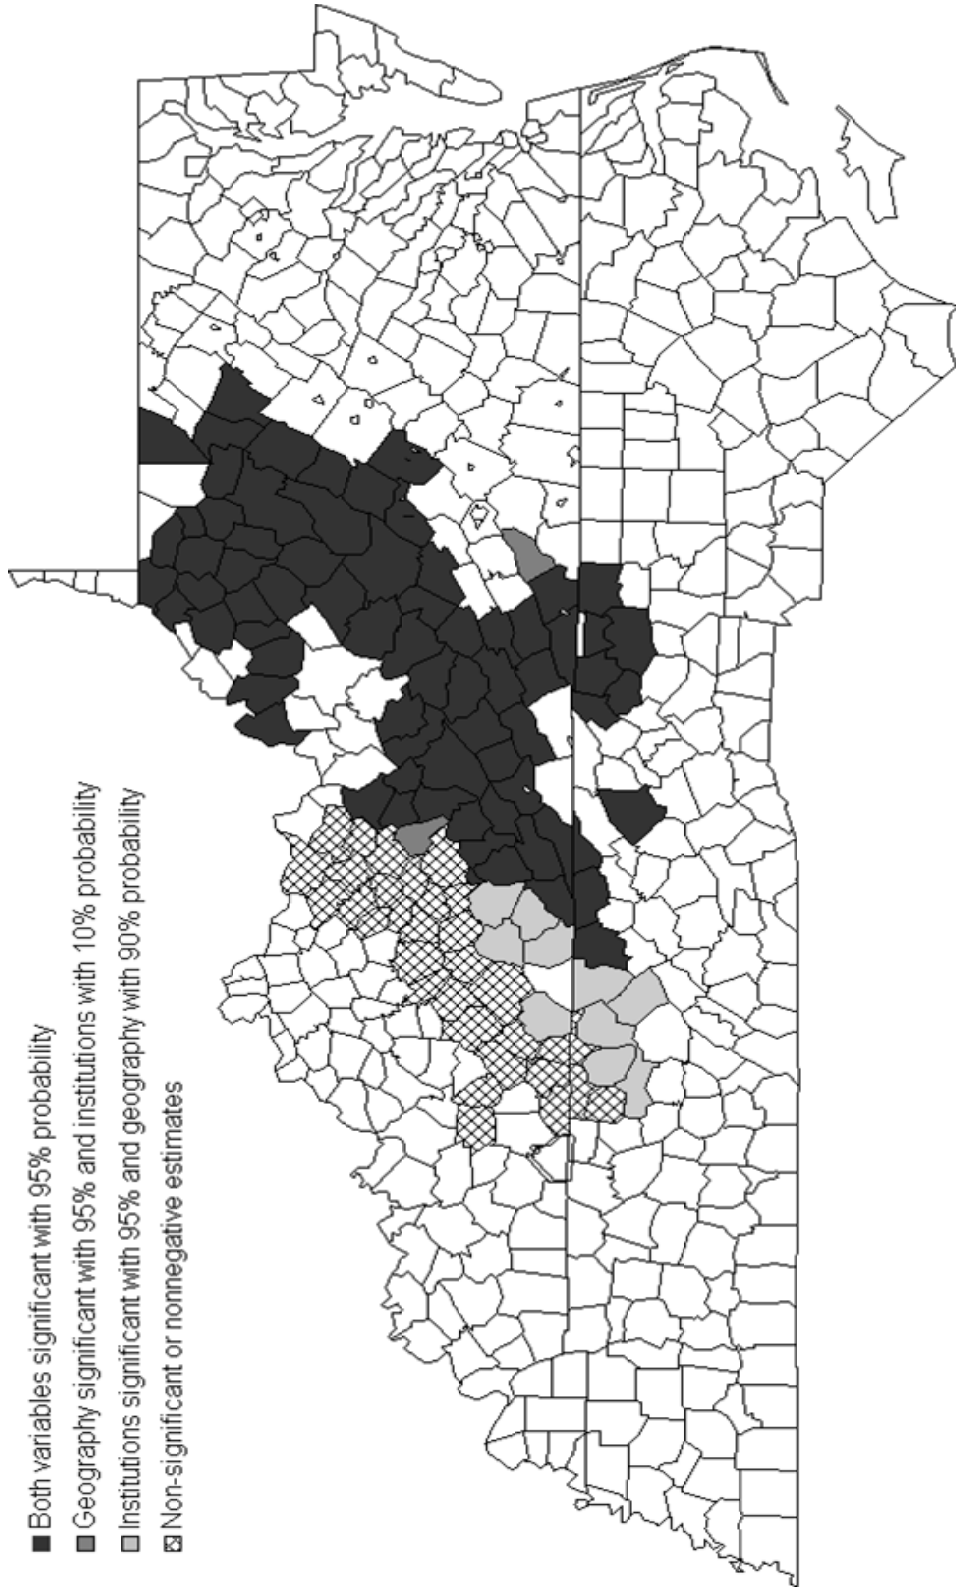 Both variables significant with 95% probability
Geography significant with 95% and institutions with 10% probability
Institutions significant with 95% and geography with 90% probability
Non-significant or nonnegative estimates